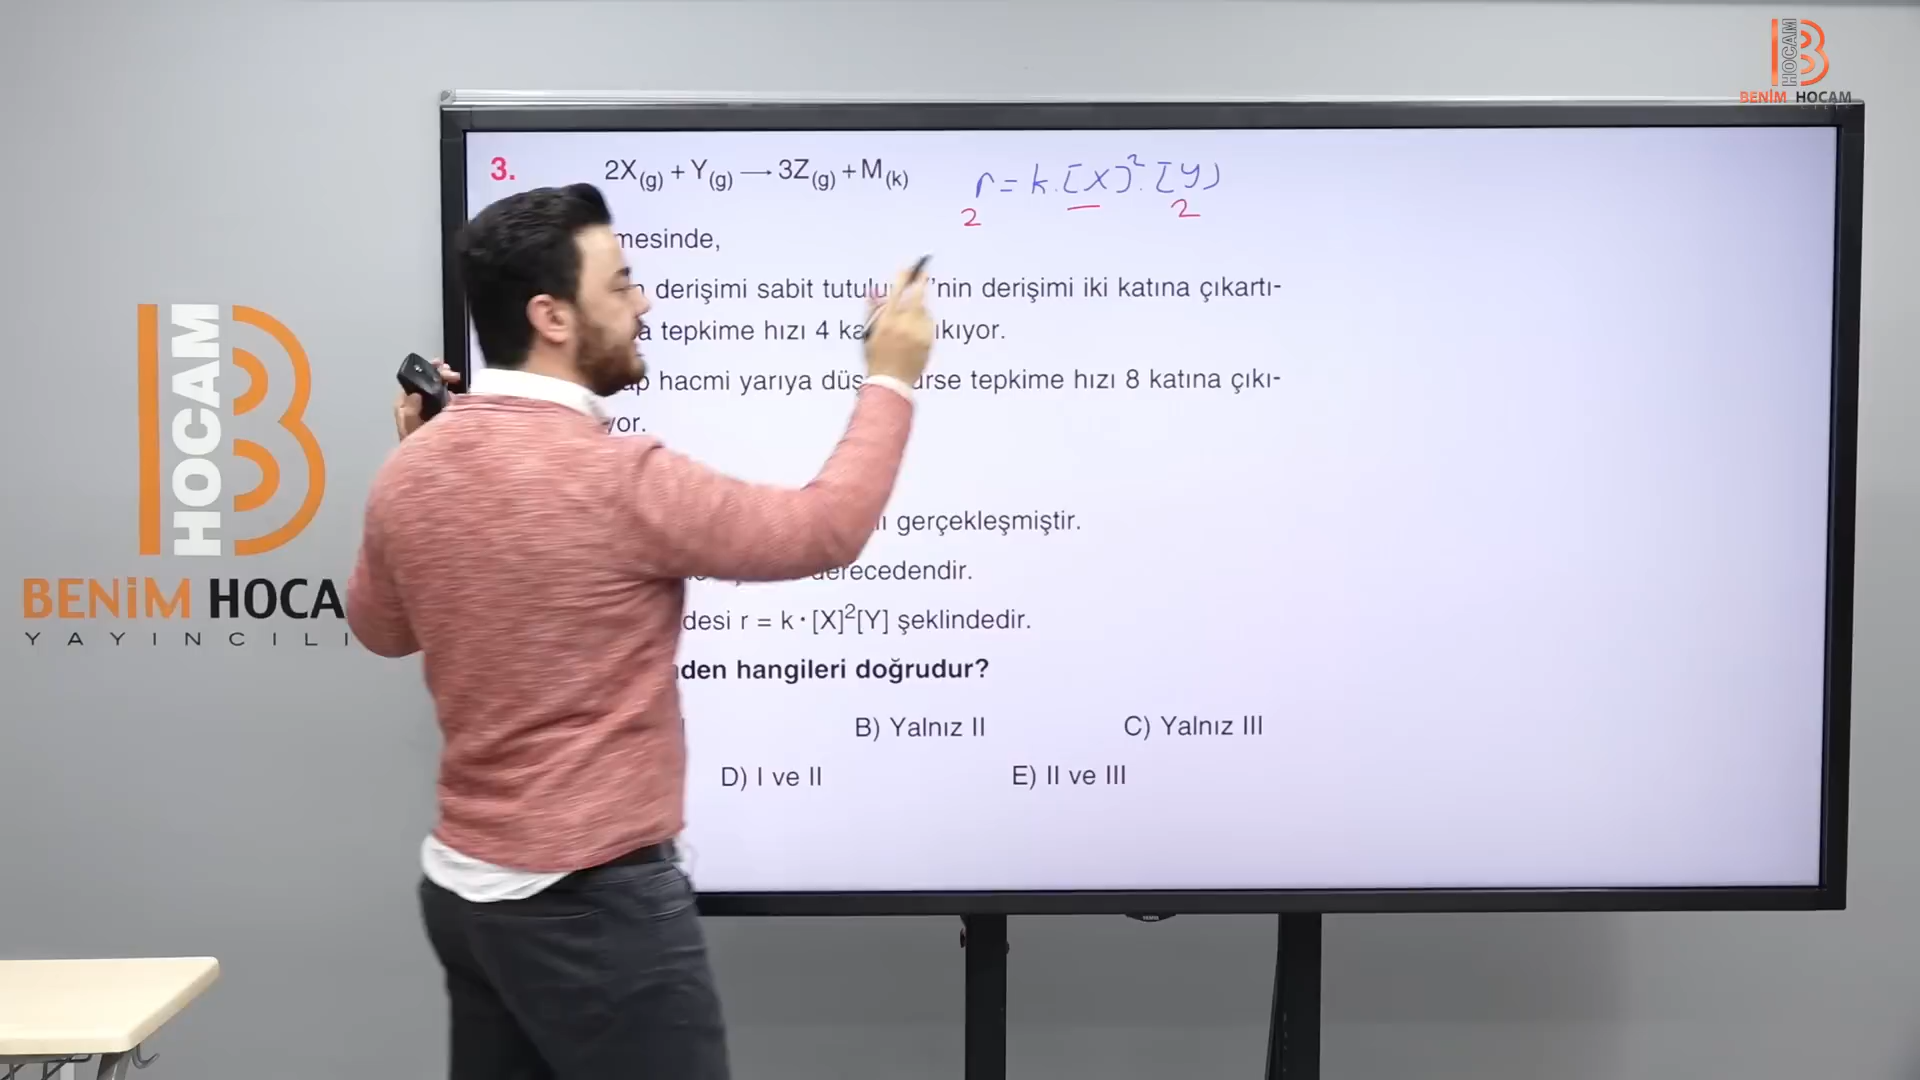 HOCAM
BENİM HOCAM
HOCAM
BENİM HOCA
YAYINCILI
3. 2X(g) + Y(g) → 3Z(g) + M(k)
r = k.[X]².[Y]
2 2
mesinde,
derişimi sabit tutulu 'nin derişimi iki katına çıkartı-
tepkime hızı 4 ka ıkıyor.
hacmi yarıya düş rse tepkime hızı 8 katına çıkı-
yor.
gerçekleşmiştir.
derecedendir.
desi r = k · [X]²[Y] şeklindedir.
den hangileri doğrudur?
B) Yalnız II C) Yalnız III
D) I ve II E) II ve III